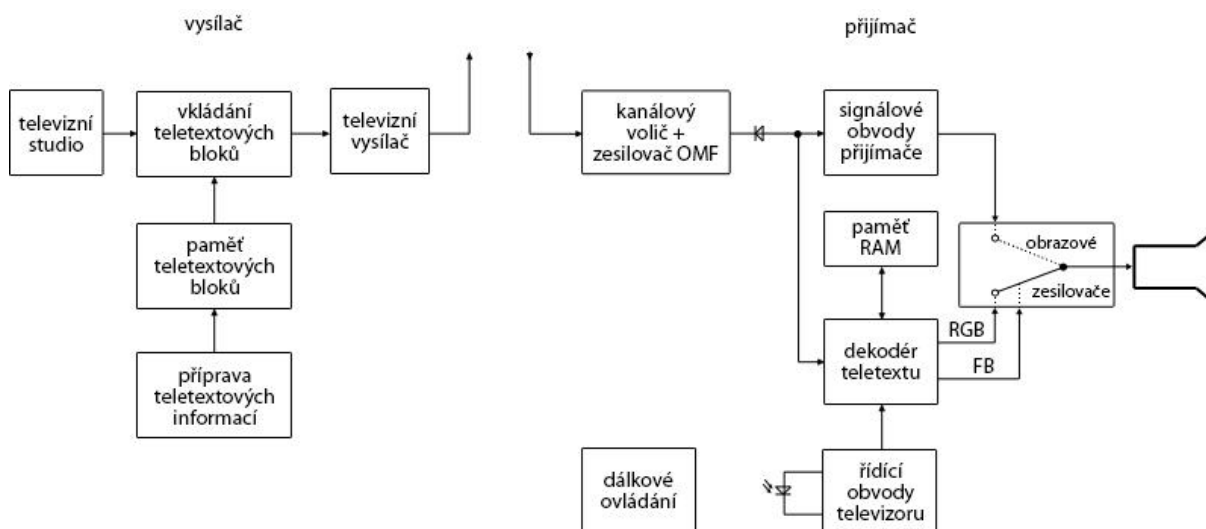 vysílač
přijímač
televizní
studio
vkládání
teletextových
bloků
televizní
vysílač
kanálový
volič +
zesilovač OMF
signálové
obvody
přijímače
paměť
teletextových
bloků
paměť
RAM
obrazové
zesilovače
RGB
FB
dekodér
teletextu
příprava
teletextových
informací
dálkové
ovládání
řídící
obvody
televizoru